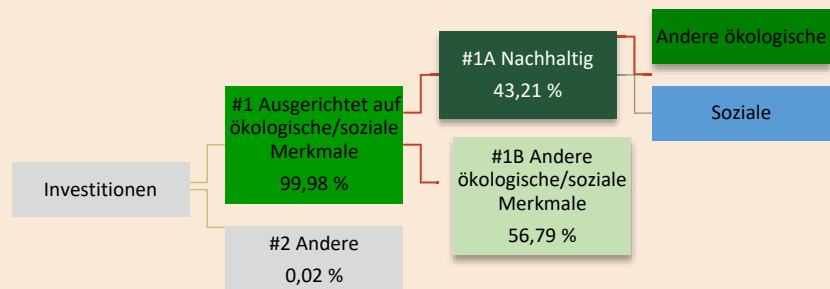 Investitionen
#1 Ausgerichtet auf
ökologische/soziale
Merkmale
99,98 %
#2 Andere
0,02 %
#1A Nachhaltig
43,21 %
#1B Andere
ökologische/soziale
Merkmale
56,79 %
Andere ökologische
Soziale